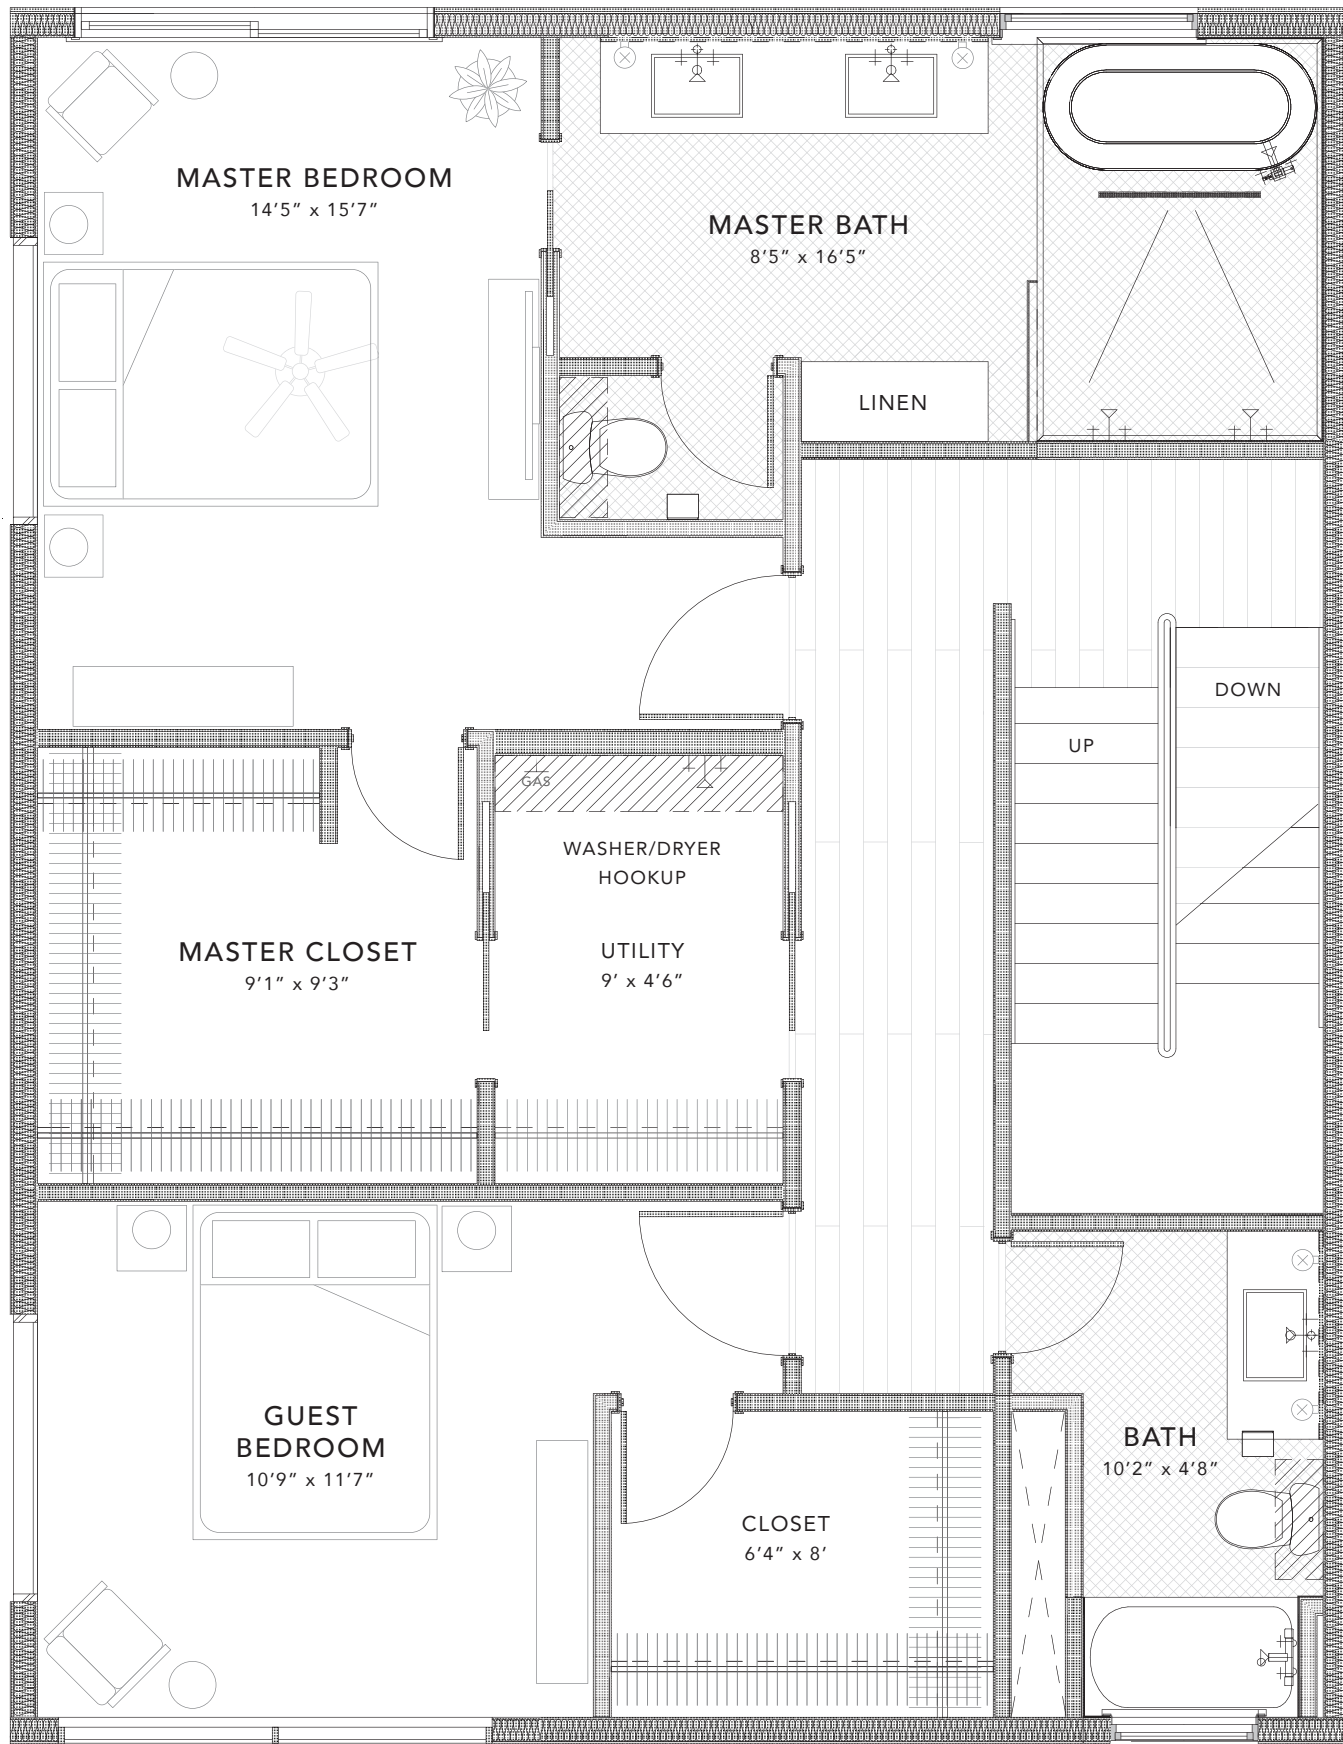 MASTER BEDROOM
14’5” x 15’7”
MASTER BATH
8’5” x 16’5”
LINEN
DOWN
UP
GAS
WASHER/DRYER
HOOKUP
MASTER CLOSET
9’1” x 9’3”
UTILITY
9’ x 4’6”
GUEST
BEDROOM
10’9” x 11’7”
BATH
10’2” x 4’8”
CLOSET
6’4” x 8’